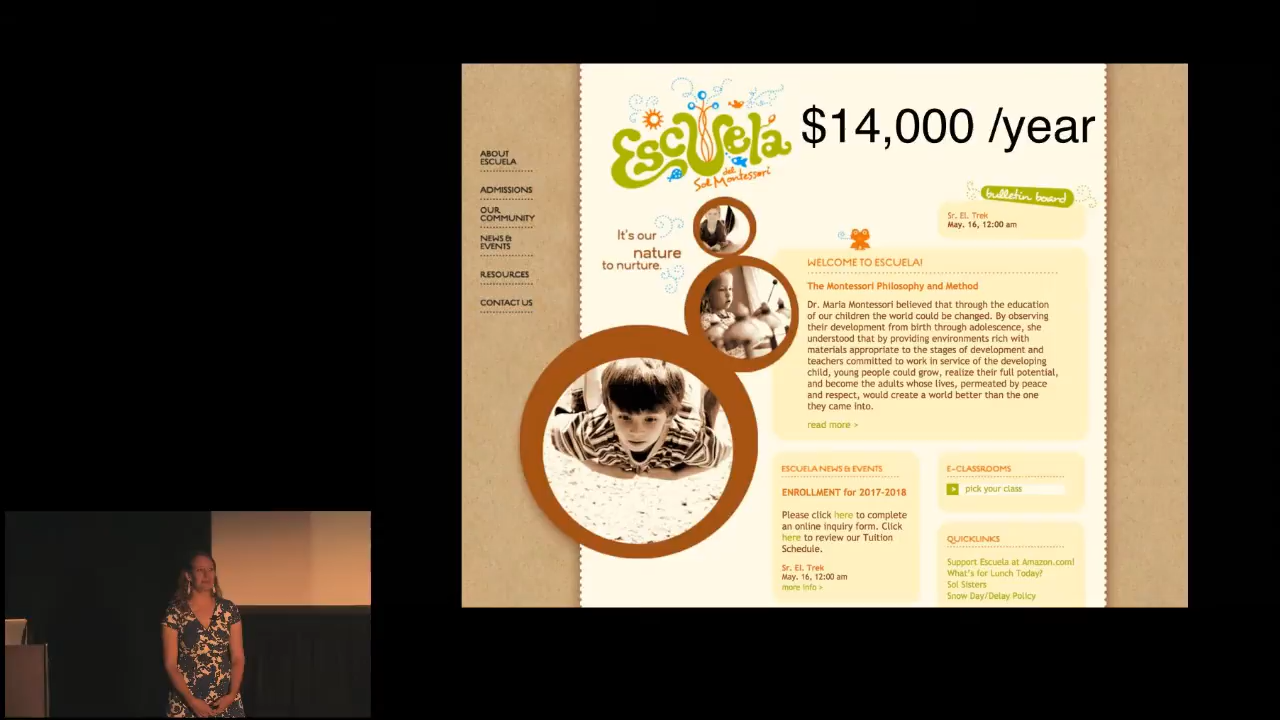 ABOUT
ESCUELA
ADMISSIONS
OUR
COMMUNITY
NEWS &
EVENTS
RESOURCES
CONTACT US
Escuela
del
Sol Montessori
$14,000 /year
It's our
nature
to nurture.
bulletin board
Sr. El. Trek
May. 16, 12:00 am
WELCOME TO ESCUELA!
The Montessori Philosophy and Method
Dr. Maria Montessori believed that through the education
of our children the world could be changed. By observing
their development from birth through adolescence, she
understood that by providing environments rich with
materials appropriate to the stages of development and
teachers committed to work in service of the developing
child, young people could grow, realize their full potential,
and become the adults whose lives, permeated by peace
and respect, would create a world better than the one
they came into.
read more >
ESCUELA NEWS & EVENTS
ENROLLMENT for 2017-2018
Please click here to complete
an online inquiry form. Click
here to review our Tuition
Schedule.
Sr. El. Trek
May. 16, 12:00 am
more info >
E-CLASSROOMS
> pick your class
QUICKLINKS
Support Escuela at Amazon.com!
What's for Lunch Today?
Sol Sisters
Snow Day/Delay Policy